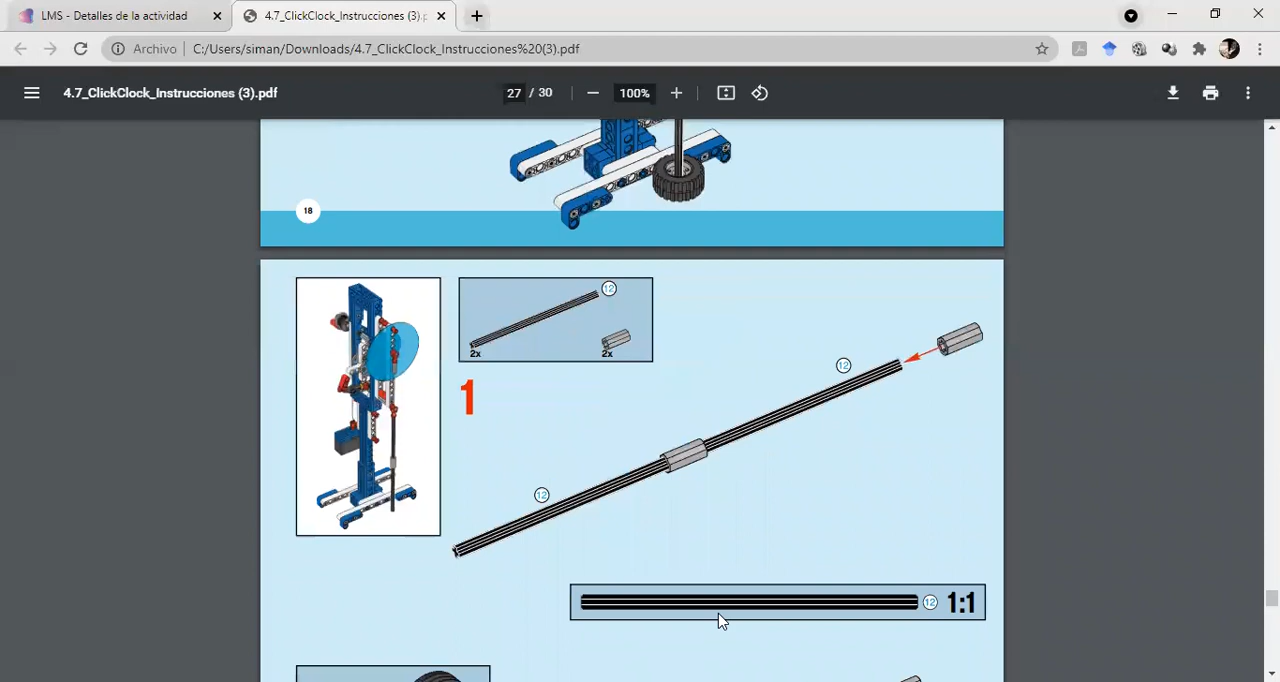 LMS - Detalles de la actividad
4.7_ClickClock_Instrucciones (3).p
Archivo
C:/Users/siman/Downloads/4.7_ClickClock_Instrucciones%20(3).pdf
4.7_ClickClock_Instrucciones (3).pdf
27 / 30
100%
18
12
2x
2x
1
12
12
12
1:1